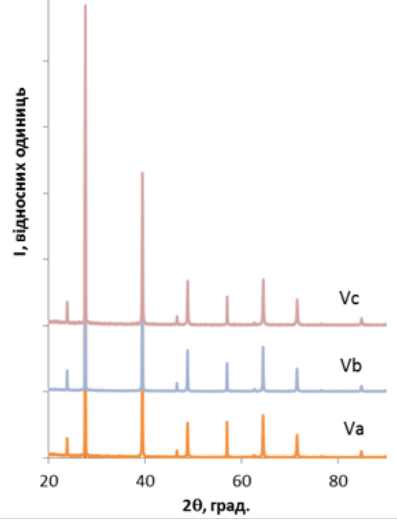 I, відносних одиниць
Vc
Vb
Va
20 40 60 80
2θ, град.